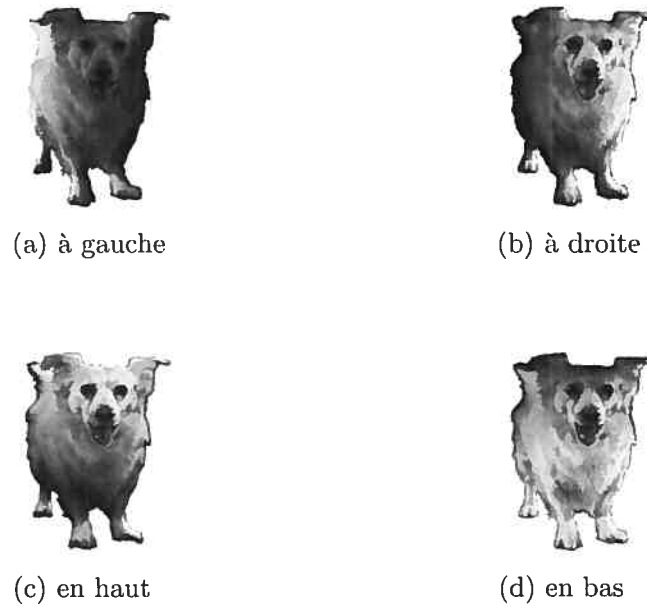 (a) à gauche
(b) à droite
(c) en haut
(d) en bas